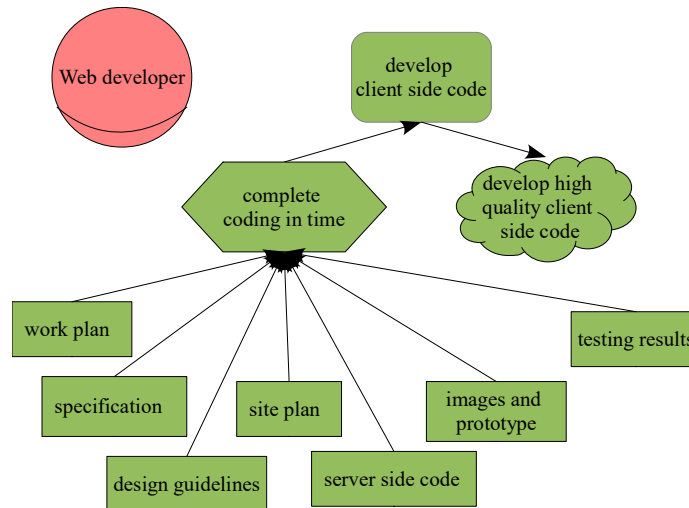 Web developer
develop
client side code
complete
coding in time
develop high
quality client
side code
work plan
testing results
specification
site plan
images and
prototype
design guidelines
server side code